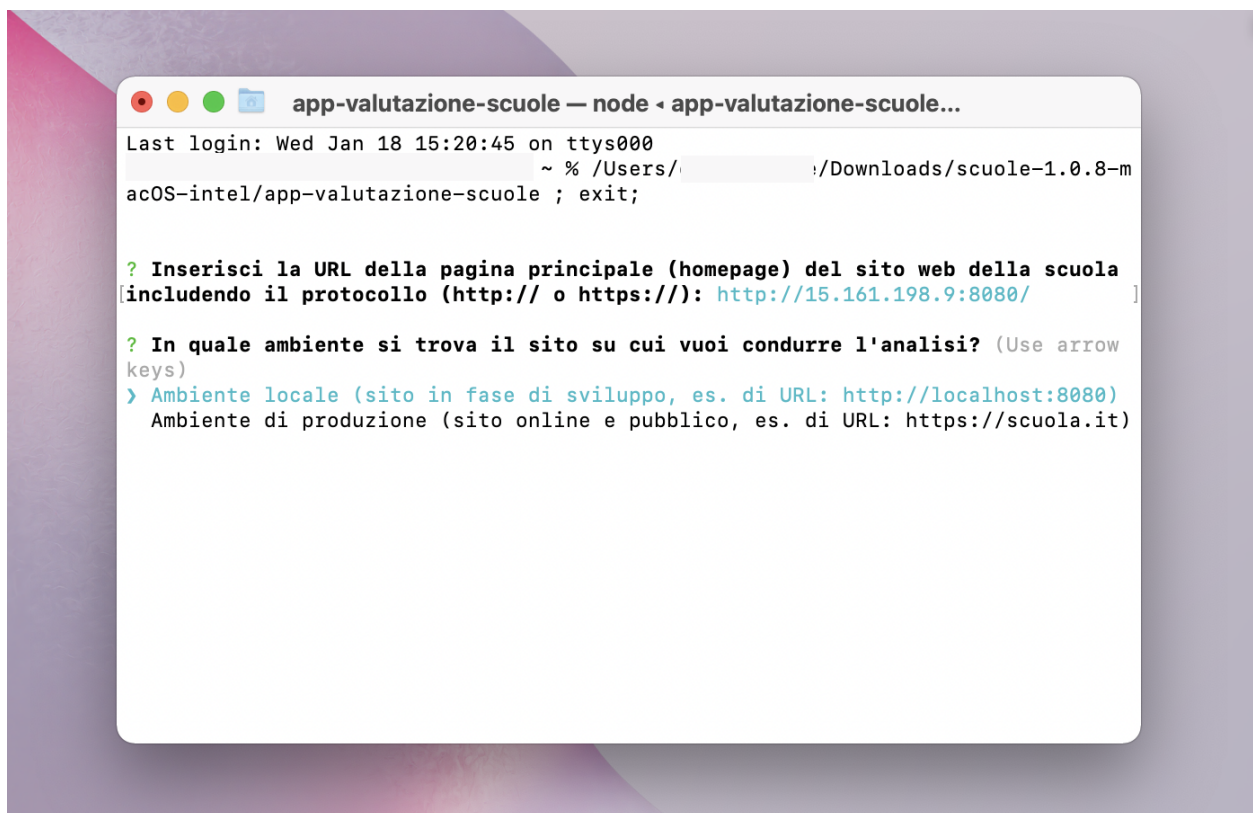 app-valutazione-scuole — node ◂ app-valutazione-scuole...
Last login: Wed Jan 18 15:20:45 on ttys000
~ % /Users/ /Downloads/scuole-1.0.8-m
acOS-intel/app-valutazione-scuole ; exit;
? Inserisci la URL della pagina principale (homepage) del sito web della scuola
[includendo il protocollo (http:// o https://): http://15.161.198.9:8080/ ]
? In quale ambiente si trova il sito su cui vuoi condurre l'analisi? (Use arrow
keys)
❯ Ambiente locale (sito in fase di sviluppo, es. di URL: http://localhost:8080)
Ambiente di produzione (sito online e pubblico, es. di URL: https://scuola.it)